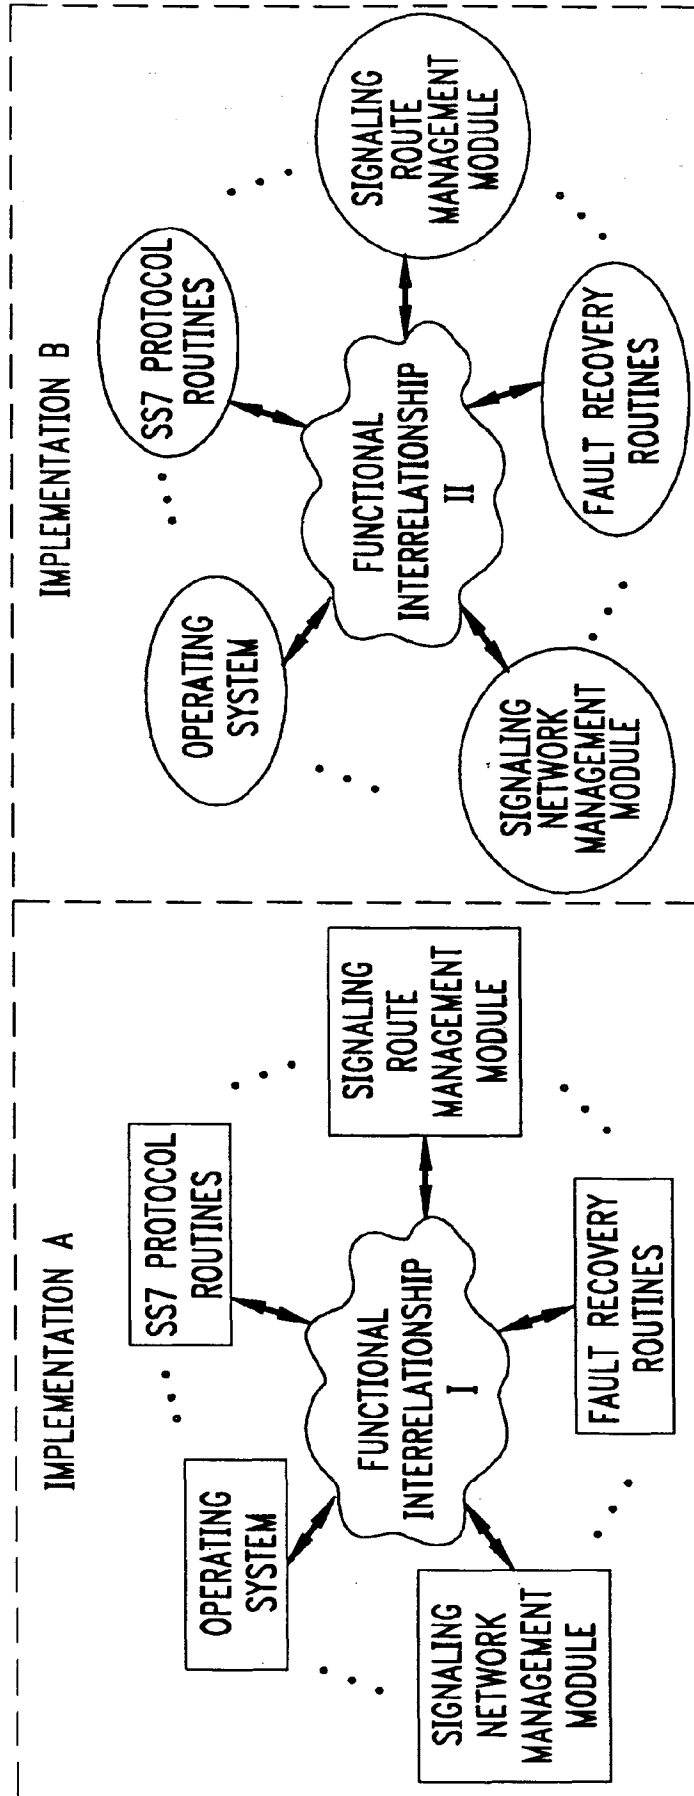 IMPLEMENTATION A
OPERATING
SYSTEM
SS7 PROTOCOL
ROUTINES
SIGNALING
ROUTE
MANAGEMENT
MODULE
FUNCTIONAL
INTERRELATIONSHIP
I
SIGNALING
NETWORK
MANAGEMENT
MODULE
FAULT RECOVERY
ROUTINES
IMPLEMENTATION B
OPERATING
SYSTEM
SS7 PROTOCOL
ROUTINES
SIGNALING
ROUTE
MANAGEMENT
MODULE
FUNCTIONAL
INTERRELATIONSHIP
II
SIGNALING
NETWORK
MANAGEMENT
MODULE
FAULT RECOVERY
ROUTINES